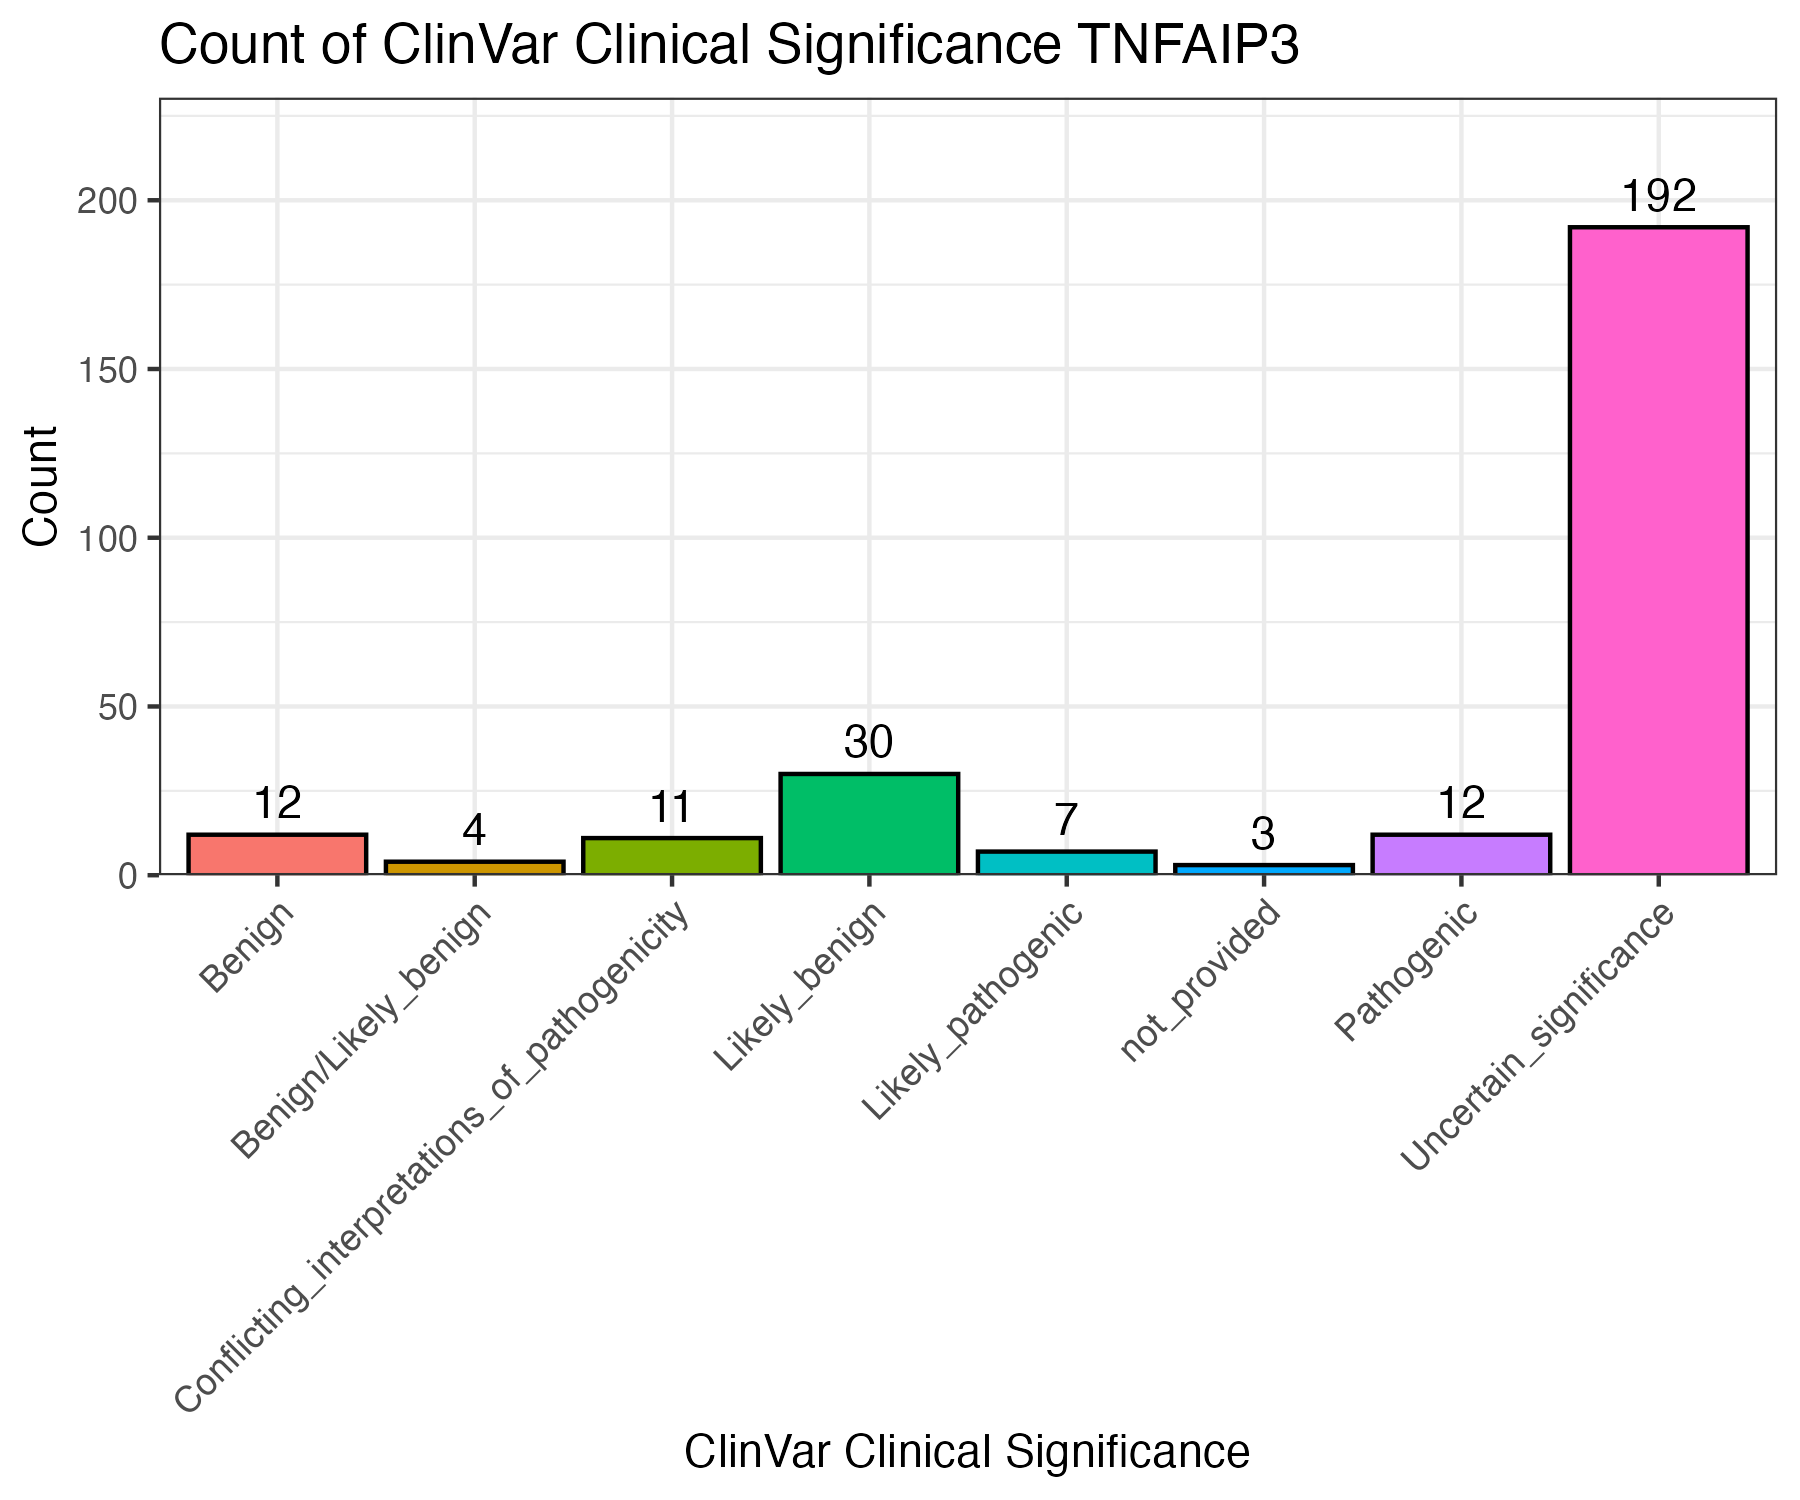 Count of ClinVar Clinical Significance TNFAIP3
Count
200
150
100
50
0
12
4
11
30
7
3
12
192
Benign
Benign/Likely_benign
Conflicting_interpretations_of_pathogenicity
Likely_benign
Likely_pathogenic
not_provided
Pathogenic
Uncertain_significance
ClinVar Clinical Significance